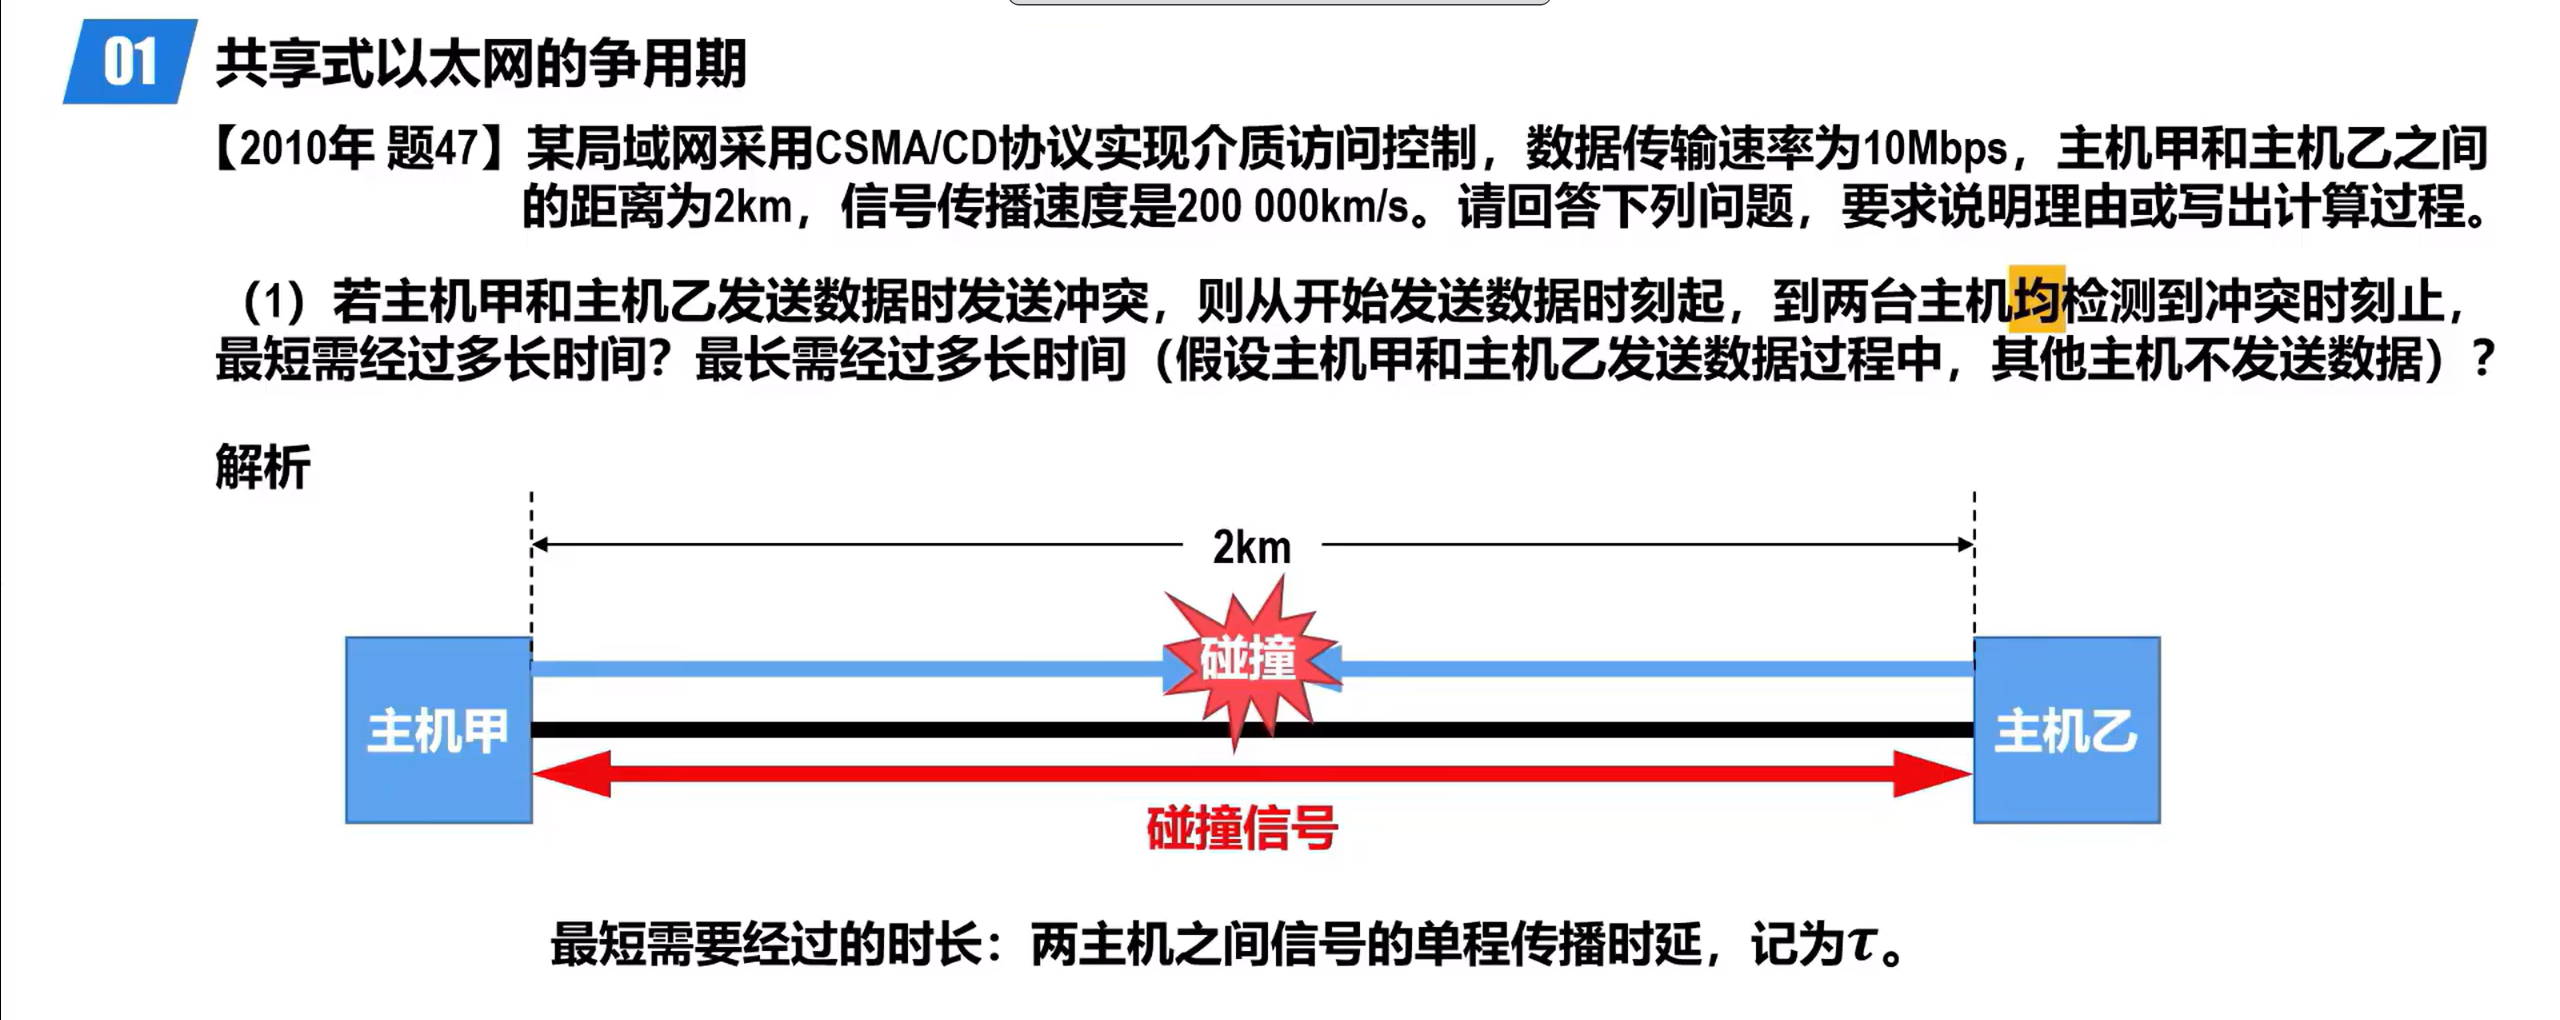 01 共享式以太网的争用期
【2010年 题47】某局域网采用CSMA/CD协议实现介质访问控制，数据传输速率为10Mbps，主机甲和主机乙之间
的距离为2km，信号传播速度是200 000km/s。请回答下列问题，要求说明理由或写出计算过程。
（1）若主机甲和主机乙发送数据时发送冲突，则从开始发送数据时刻起，到两台主机均检测到冲突时刻止，
最短需经过多长时间？最长需经过多长时间（假设主机甲和主机乙发送数据过程中，其他主机不发送数据）？
解析
2km
碰撞
主机甲
主机乙
碰撞信号
最短需要经过的时长：两主机之间信号的单程传播时延，记为τ。